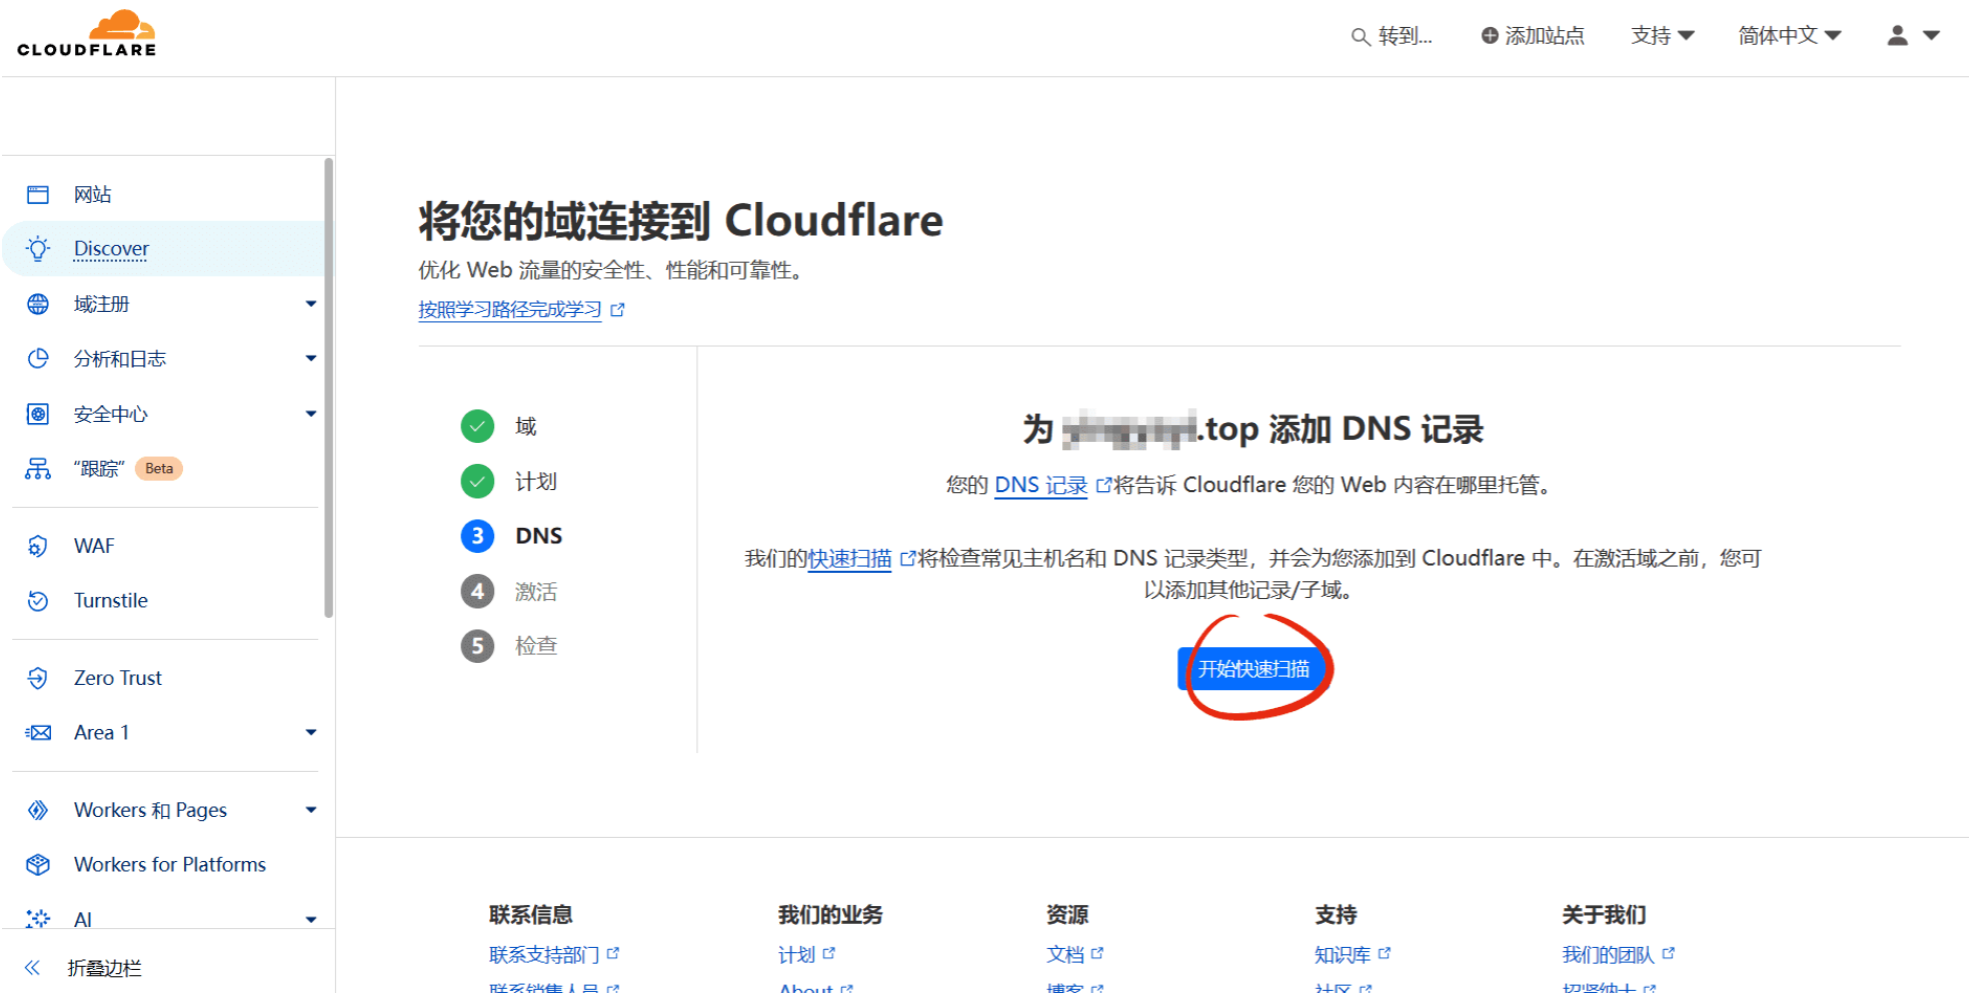 CLOUDFLARE
转到...
添加站点
支持
简体中文
网站
Discover
域注册
分析和日志
安全中心
“跟踪” Beta
WAF
Turnstile
Zero Trust
Area 1
Workers 和 Pages
Workers for Platforms
AI
折叠边栏
将您的域连接到 Cloudflare
优化 Web 流量的安全性、性能和可靠性。
按照学习路径完成学习
域
计划
3 DNS
4 激活
5 检查
为 .top 添加 DNS 记录
您的 DNS 记录 将告诉 Cloudflare 您的 Web 内容在哪里托管。
我们的快速扫描 将检查常见主机名和 DNS 记录类型，并会为您添加到 Cloudflare 中。在激活域之前，您可
以添加其他记录/子域。
开始快速扫描
联系信息
联系支持部门
联系销售人员
我们的业务
计划
About
资源
文档
博客
支持
知识库
社区
关于我们
我们的团队
招贤纳士